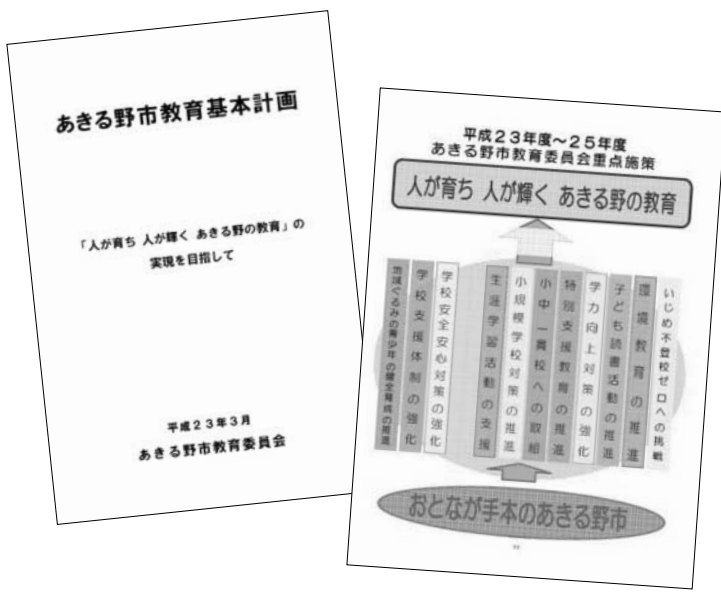 あきる野市教育基本計画
「人が育ち 人が輝く あきる野の教育」の
実現を目指して
平成23年3月
あきる野市教育委員会
平成23年度～25年度
あきる野市教育委員会重点施策
人が育ち 人が輝く あきる野の教育
いじめ不登校ゼロへの挑戦
環境教育の推進
子ども読書活動の推進
学力向上対策の強化
特別支援教育の推進
小中一貫校への取組
小規模学校対策の推進
生涯学習活動の支援
学校安全安心対策の強化
学校支援体制の強化
地域ぐるみの青少年の健全育成の推進
おとなが手本のあきる野市